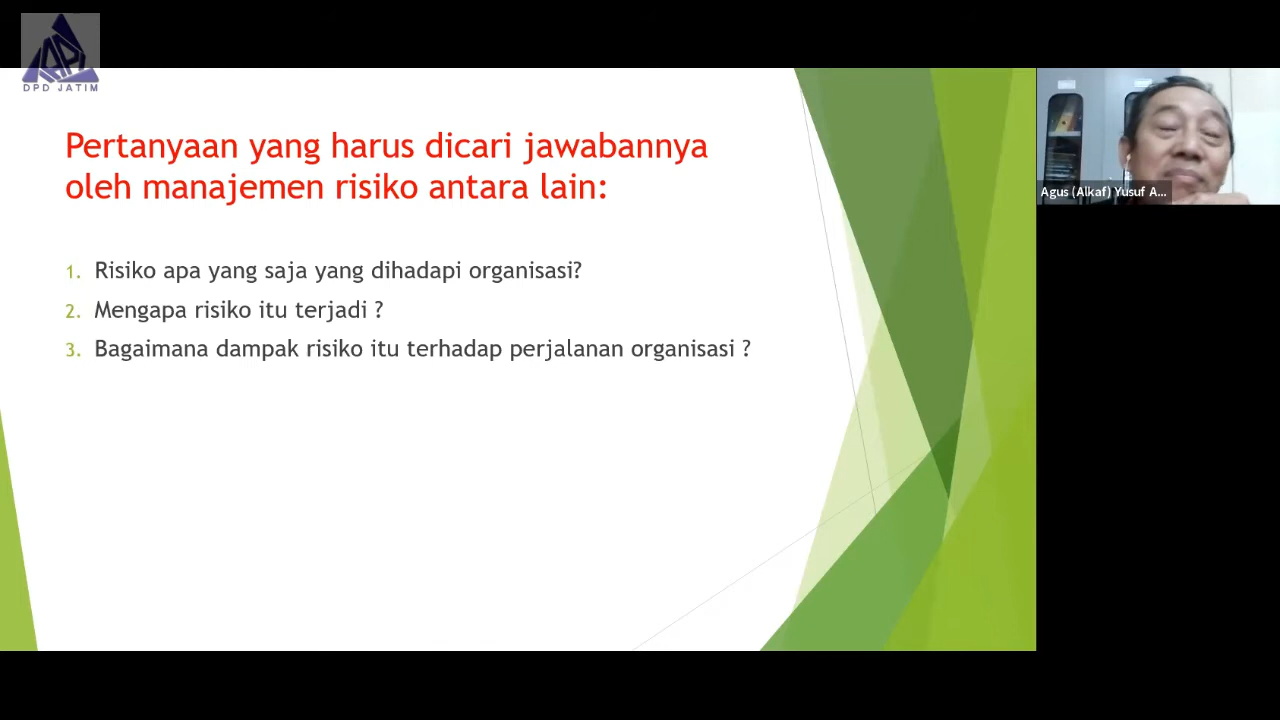 IAPI
DPD JATIM
Pertanyaan yang harus dicari jawabannya
oleh manajemen risiko antara lain:
1. Risiko apa yang saja yang dihadapi organisasi?
2. Mengapa risiko itu terjadi ?
3. Bagaimana dampak risiko itu terhadap perjalanan organisasi ?
Agus (Alkaf) Yusuf A...